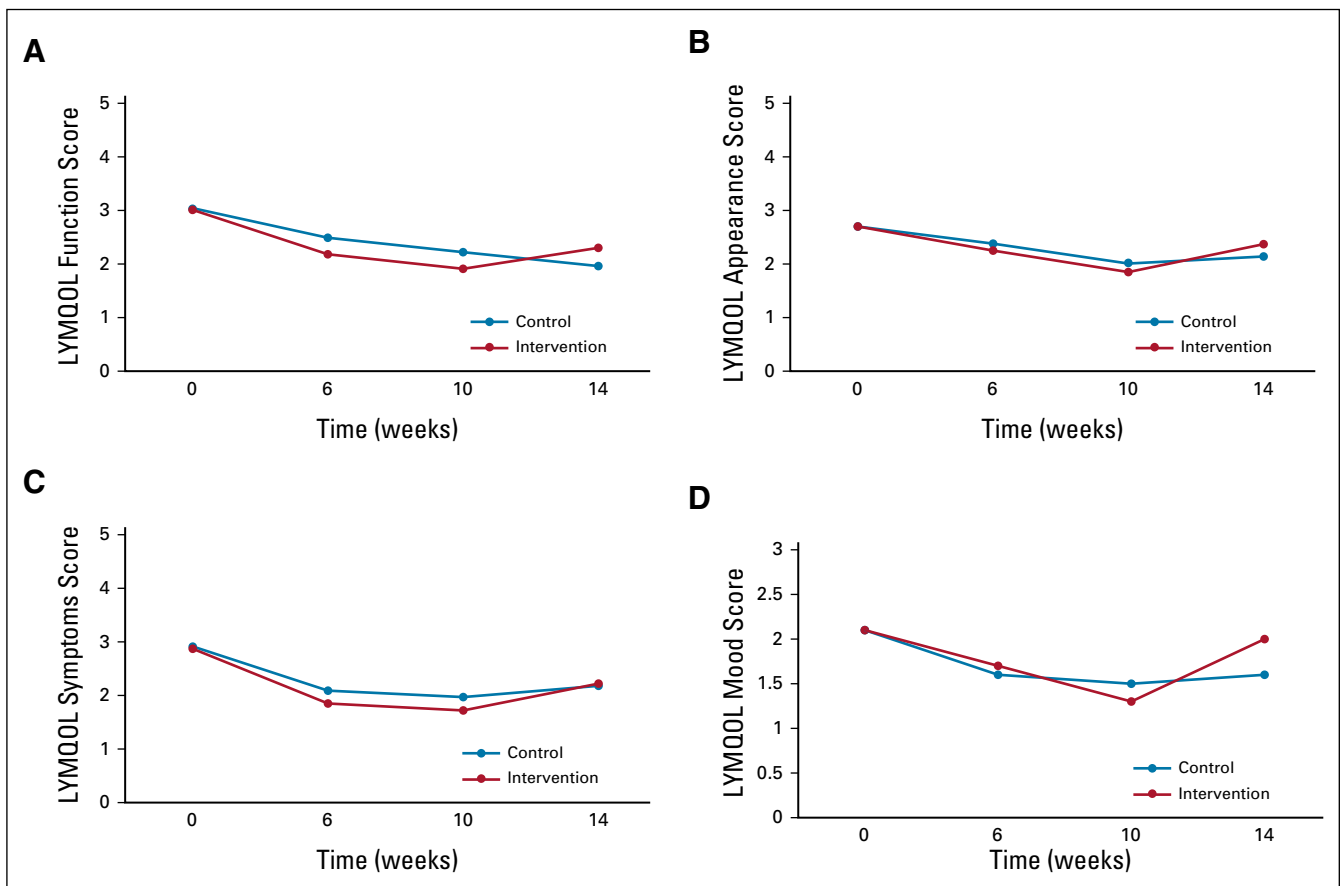 A
LYMQOL Function Score
5
4
3
2
1
0
Control
Intervention
0 6 10 14
Time (weeks)
B
LYMQOL Appearance Score
5
4
3
2
1
0
Control
Intervention
0 6 10 14
Time (weeks)
C
LYMQOL Symptoms Score
5
4
3
2
1
0
Control
Intervention
0 6 10 14
Time (weeks)
D
LYMQOL Mood Score
3
2.5
2
1.5
1
0.5
0
Control
Intervention
0 6 10 14
Time (weeks)